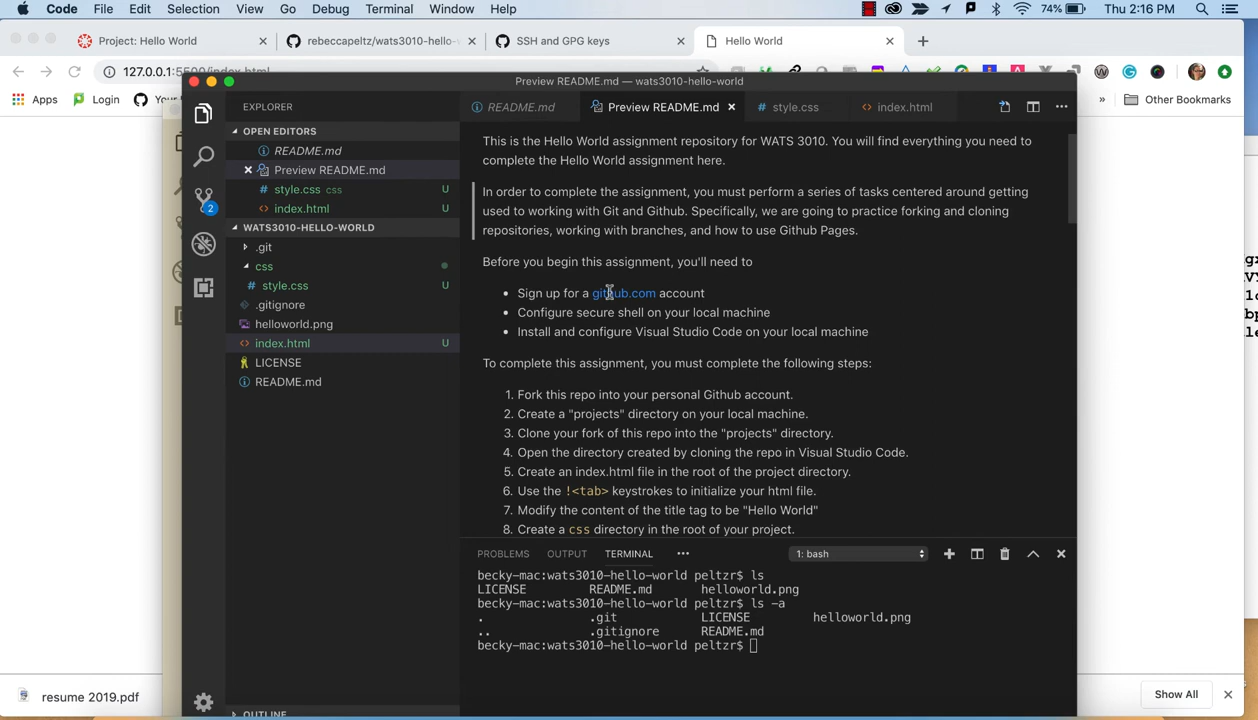 Code File Edit Selection View Go Debug Terminal Window Help 74% Thu 2:16 PM
Project: Hello World rebeccapeltz/wats3010-hello- SSH and GPG keys Hello World
127.0.0.1:5500/index.html
Apps Login Other Bookmarks
Preview README.md — wats3010-hello-world
EXPLORER
README.md Preview README.md style.css index.html
OPEN EDITORS
README.md
Preview README.md
style.css css U
index.html U
WATS3010-HELLO-WORLD
.git
css
style.css U
.gitignore
helloworld.png
index.html U
LICENSE
README.md
OUTLINE
2
This is the Hello World assignment repository for WATS 3010. You will find everything you need to
complete the Hello World assignment here.
In order to complete the assignment, you must perform a series of tasks centered around getting
used to working with Git and Github. Specifically, we are going to practice forking and cloning
repositories, working with branches, and how to use Github Pages.
Before you begin this assignment, you'll need to
• Sign up for a github.com account
• Configure secure shell on your local machine
• Install and configure Visual Studio Code on your local machine
To complete this assignment, you must complete the following steps:
1. Fork this repo into your personal Github account.
2. Create a "projects" directory on your local machine.
3. Clone your fork of this repo into the "projects" directory.
4. Open the directory created by cloning the repo in Visual Studio Code.
5. Create an index.html file in the root of the project directory.
6. Use the !<tab> keystrokes to initialize your html file.
7. Modify the content of the title tag to be "Hello World"
8. Create a css directory in the root of your project.
PROBLEMS OUTPUT TERMINAL ••• 1: bash
becky-mac:wats3010-hello-world peltzr$ ls
LICENSE README.md helloworld.png
becky-mac:wats3010-hello-world peltzr$ ls -a
. .git LICENSE helloworld.png
.. .gitignore README.md
becky-mac:wats3010-hello-world peltzr$
resume 2019.pdf Show All